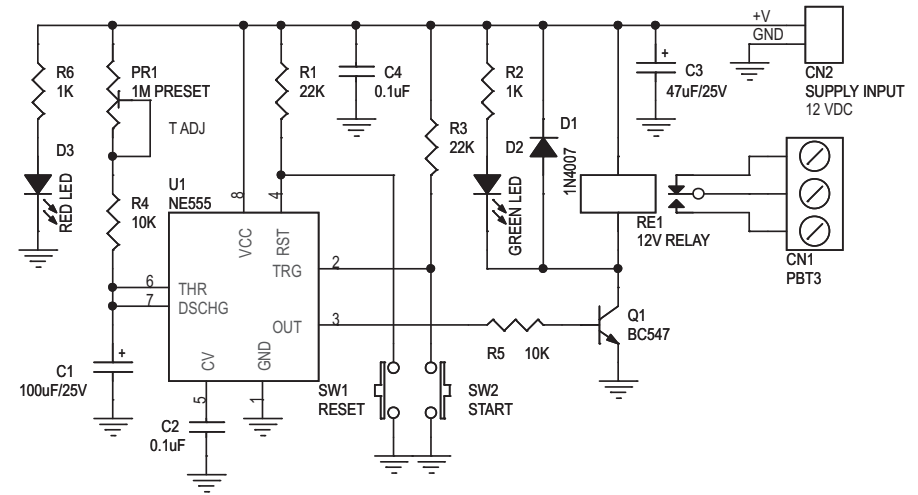 +V
GND
CN2
SUPPLY INPUT
12 VDC
R6
1K
PR1
1M PRESET
T ADJ
R1
22K
C4
0.1uF
R3
22K
R2
1K
D1
1N4007
C3
47uF/25V
D3
RED LED
R4
10K
U1
NE555
8
4
VCC
RST
D2
GREEN LED
RE1
12V RELAY
CN1
PBT3
TRG
2
6
THR
7
DSCHG
OUT
3
CV
GND
5
1
R5
10K
Q1
BC547
C1
100uF/25V
+
+
SW1
RESET
SW2
START
C2
0.1uF